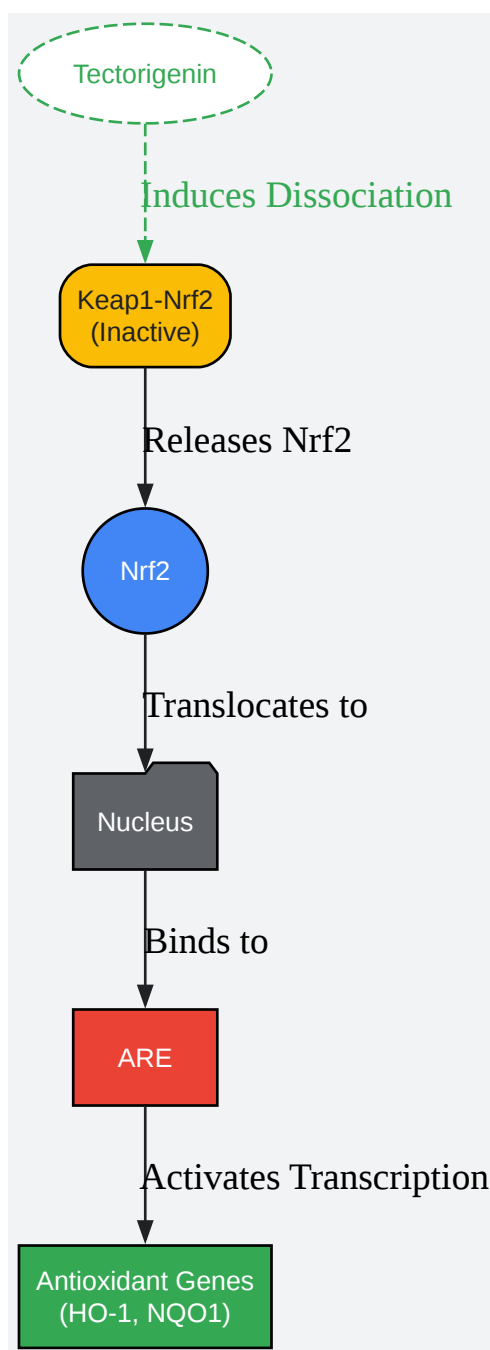 Tectorigenin
Induces Dissociation
Keap1-Nrf2
(Inactive)
Releases Nrf2
Nrf2
Translocates to
Nucleus
Binds to
ARE
Activates Transcription
Antioxidant Genes
(HO-1, NQO1)